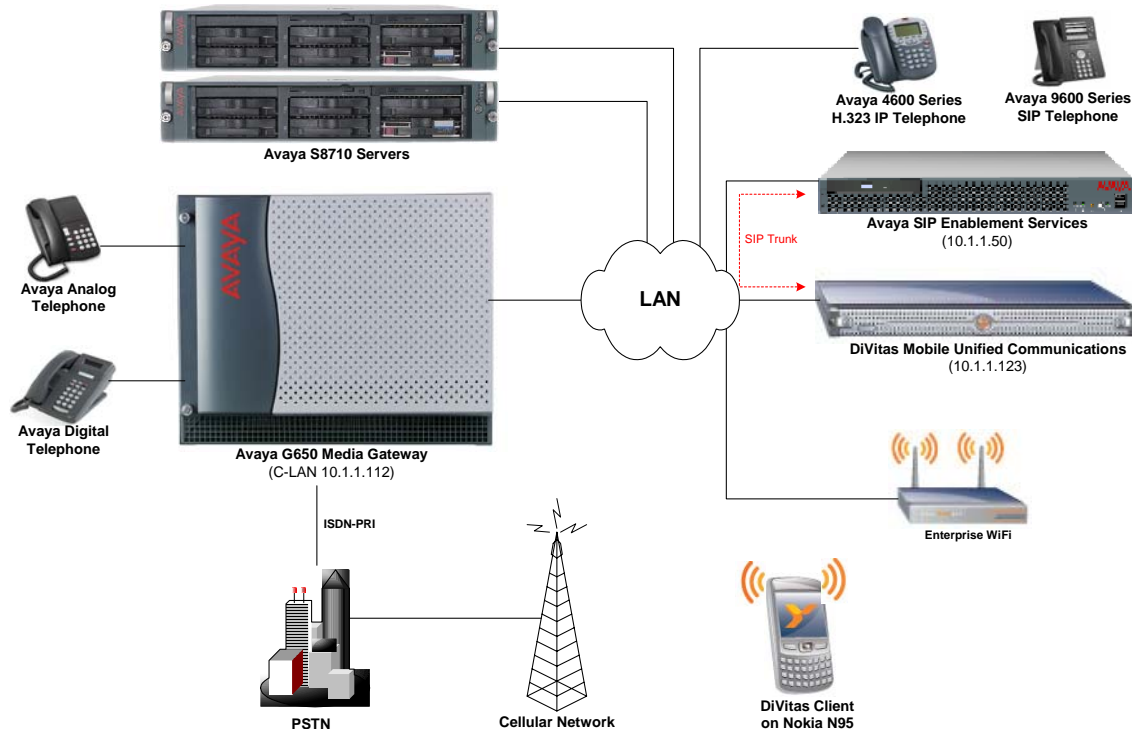 Avaya S8710 Servers
Avaya 4600 Series
H.323 IP Telephone
Avaya 9600 Series
SIP Telephone
AVAYA
Avaya SIP Enablement Services
(10.1.1.50)
SIP Trunk
Avaya Analog
Telephone
AVAYA
LAN
DiVitas Mobile Unified Communications
(10.1.1.123)
Avaya Digital
Telephone
Avaya G650 Media Gateway
(C-LAN 10.1.1.112)
ISDN-PRI
Enterprise WiFi
PSTN
Cellular Network
DiVitas Client
on Nokia N95